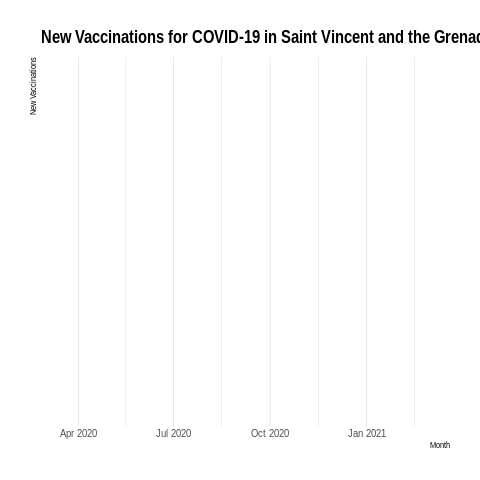 New Vaccinations for COVID-19 in Saint Vincent and the Grenad
New Vaccinations
Apr 2020
Jul 2020
Oct 2020
Jan 2021
Month